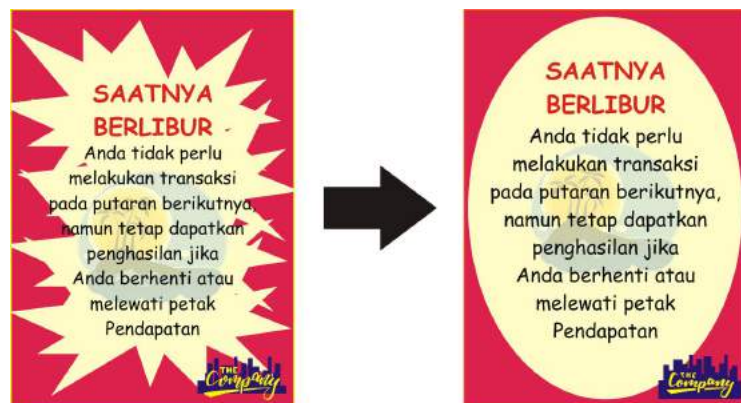 SAATNYA
BERLIBUR
Anda tidak perlu
melakukan transaksi
pada putaran berikutnya,
namun tetap dapatkan
penghasilan jika
Anda berhenti atau
melewati petak
Pendapatan
THE
Company
SAATNYA
BERLIBUR
Anda tidak perlu
melakukan transaksi
pada putaran berikutnya,
namun tetap dapatkan
penghasilan jika
Anda berhenti atau
melewati petak
Pendapatan
THE
Company